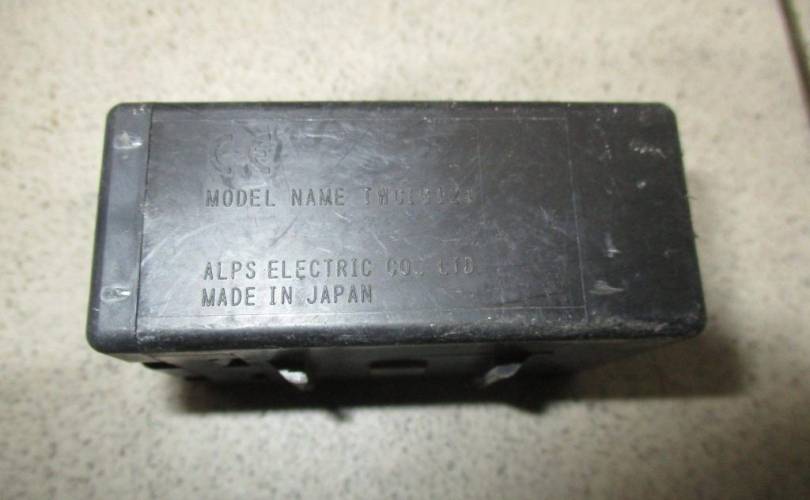 MODEL NAME
ALPS ELECTRIC CO., LTD
MADE IN JAPAN